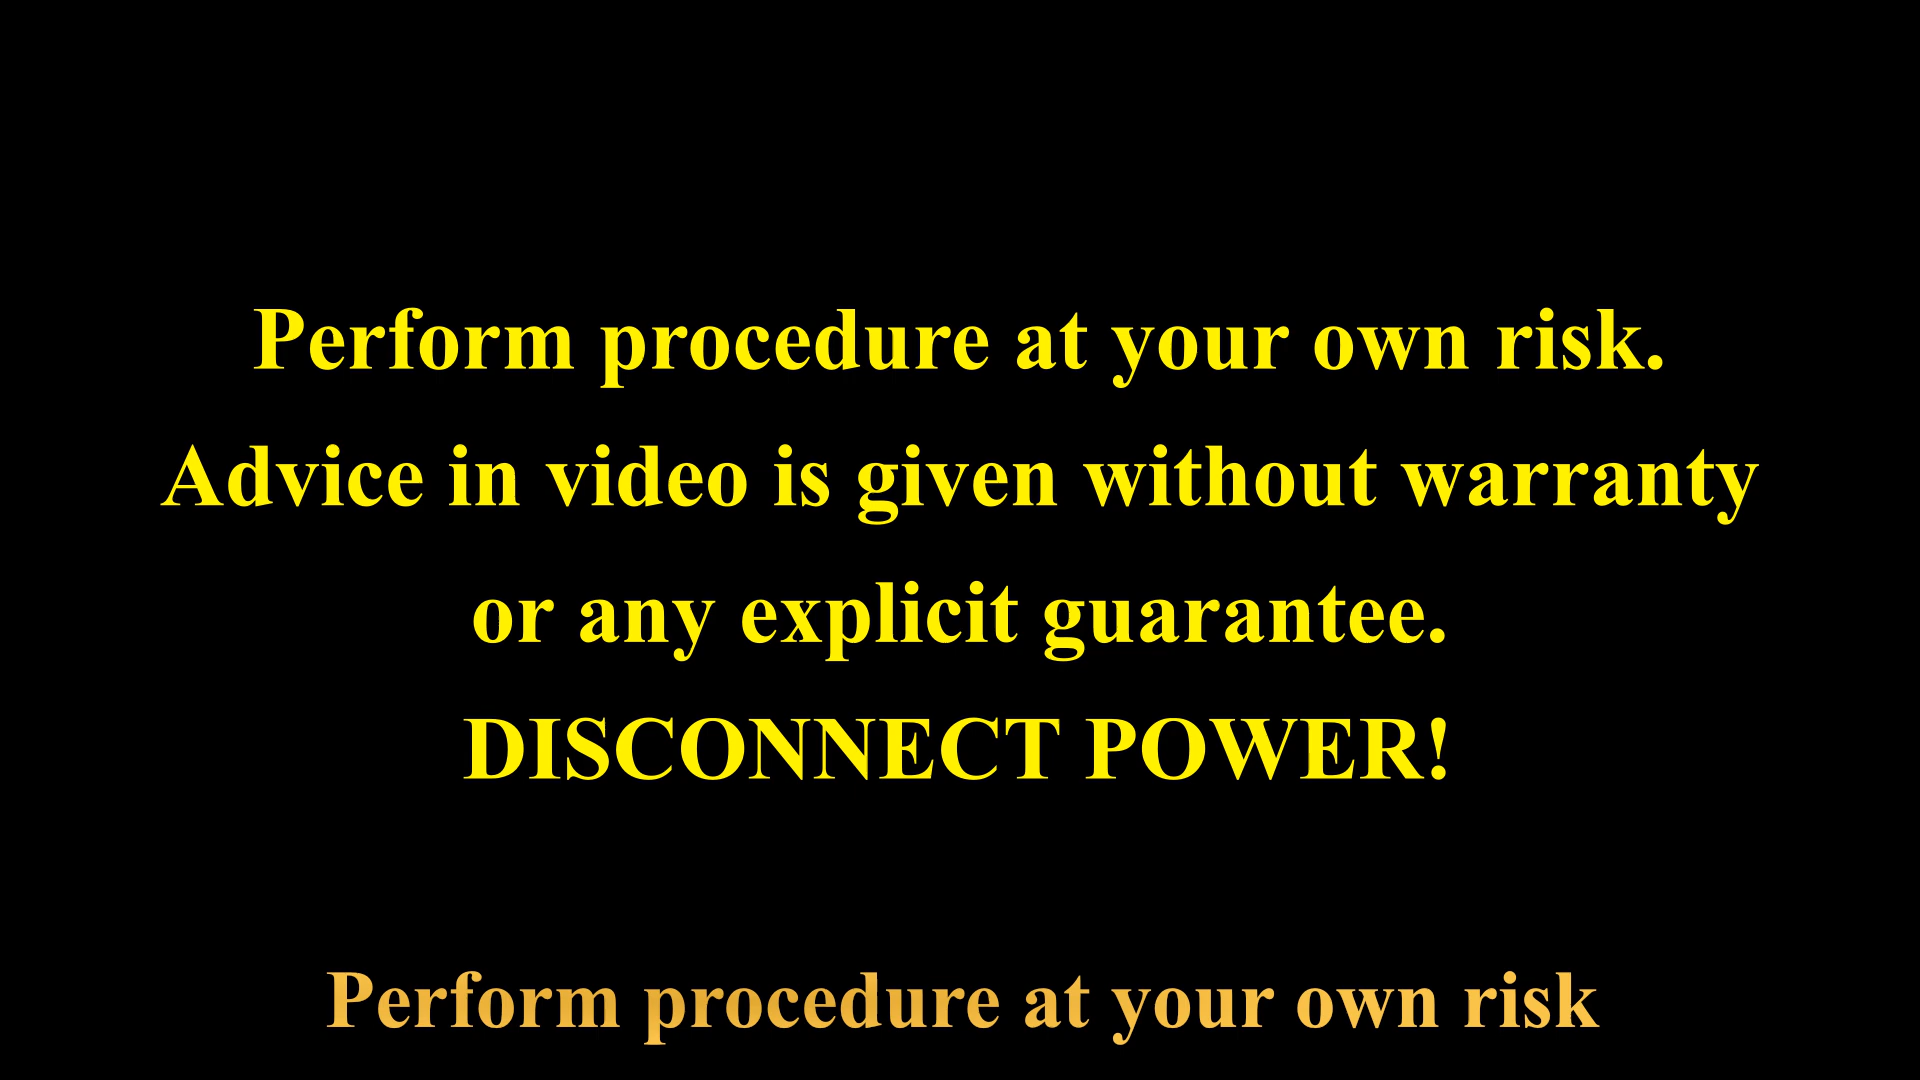 Perform procedure at your own risk.
Advice in video is given without warranty
or any explicit guarantee.
DISCONNECT POWER!
Perform procedure at your own risk